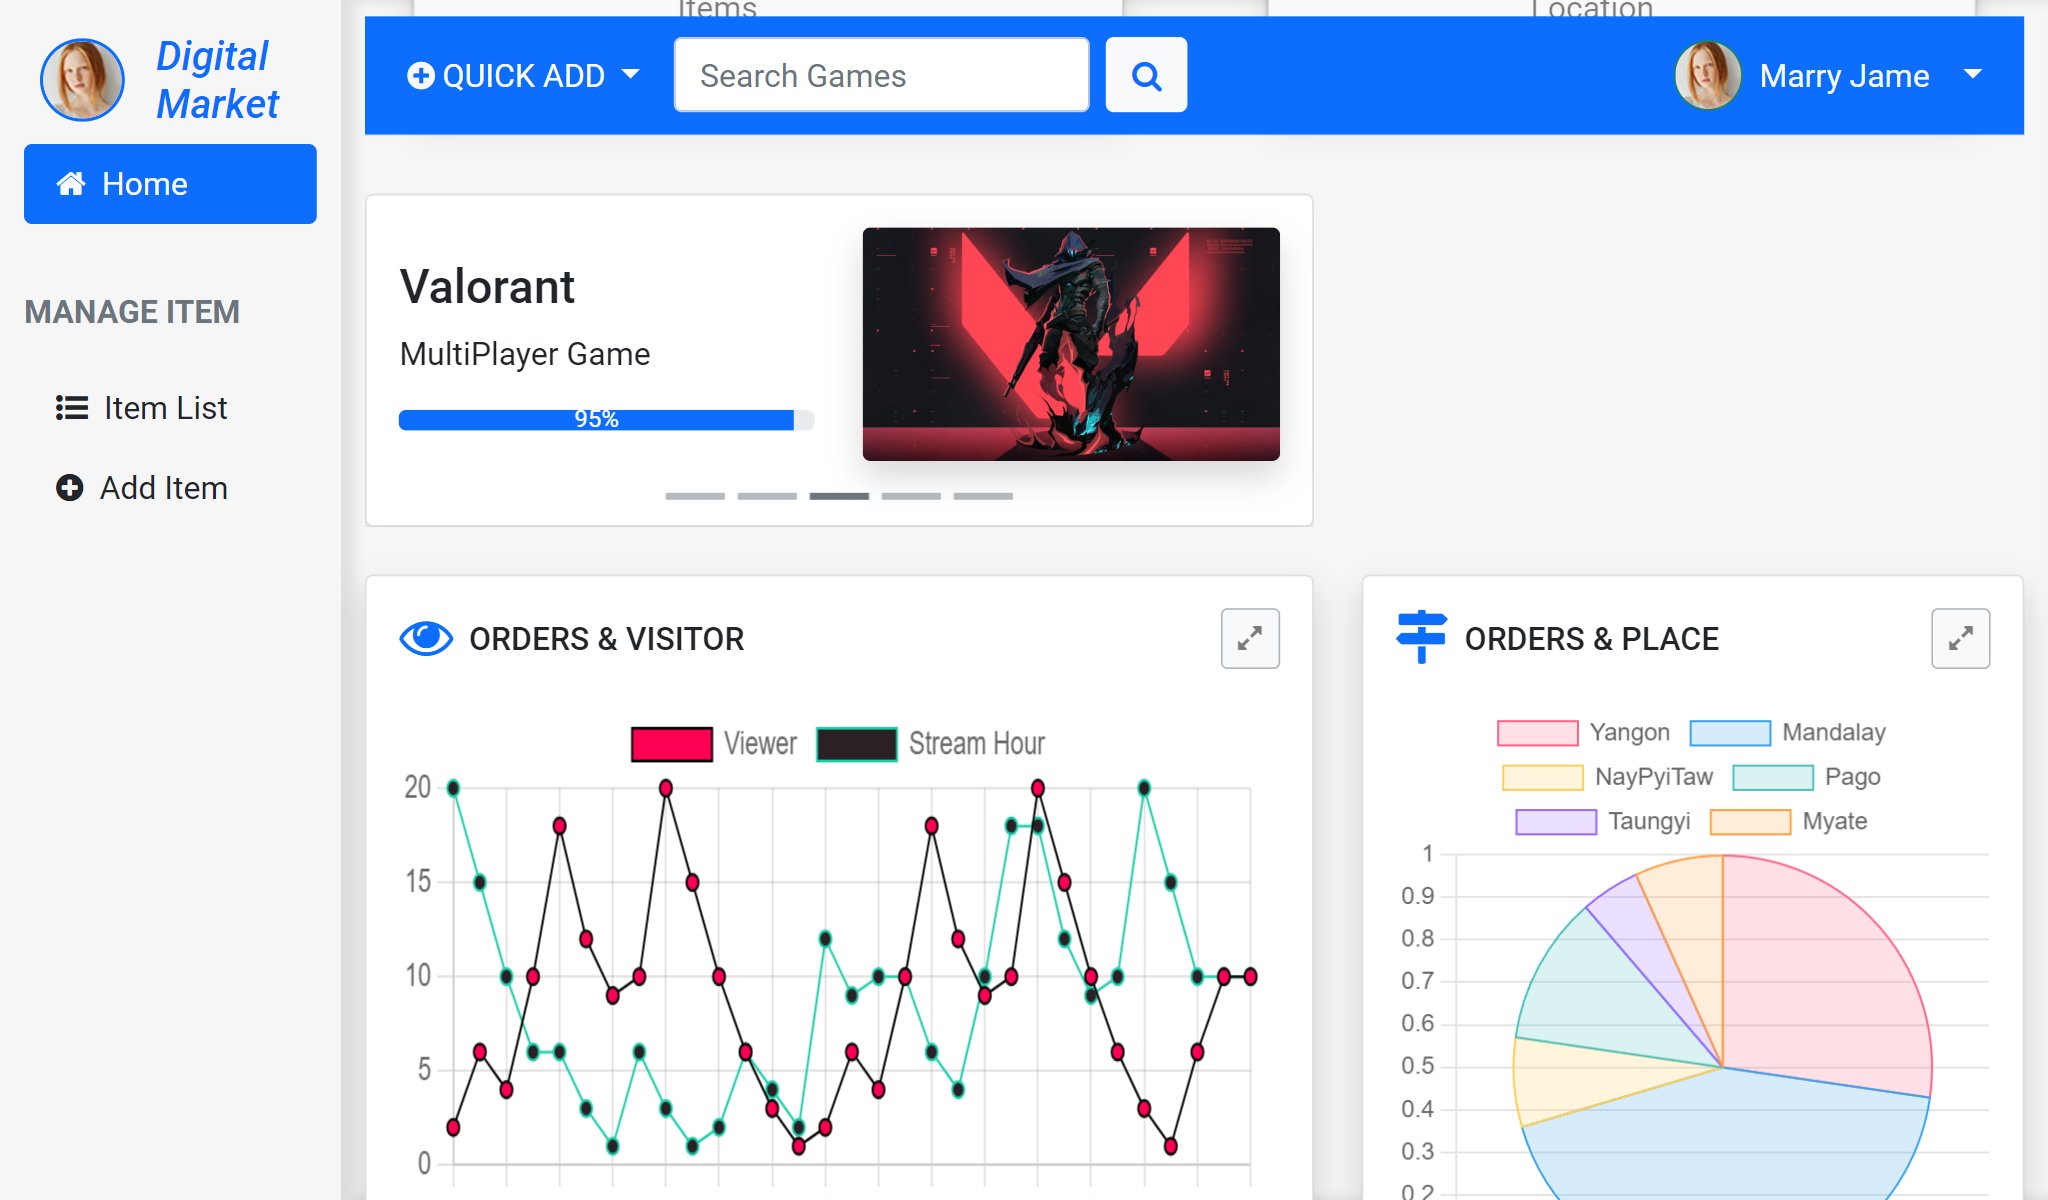 Items
Location
Digital
Market
QUICK ADD
Search Games
Marry Jame
Home
MANAGE ITEM
Item List
Add Item
Valorant
MultiPlayer Game
95%
ORDERS & VISITOR
Viewer
Stream Hour
20
15
10
5
0
ORDERS & PLACE
Yangon
Mandalay
NayPyiTaw
Pago
Taungyi
Myate
1
0.9
0.8
0.7
0.6
0.5
0.4
0.3
0.2